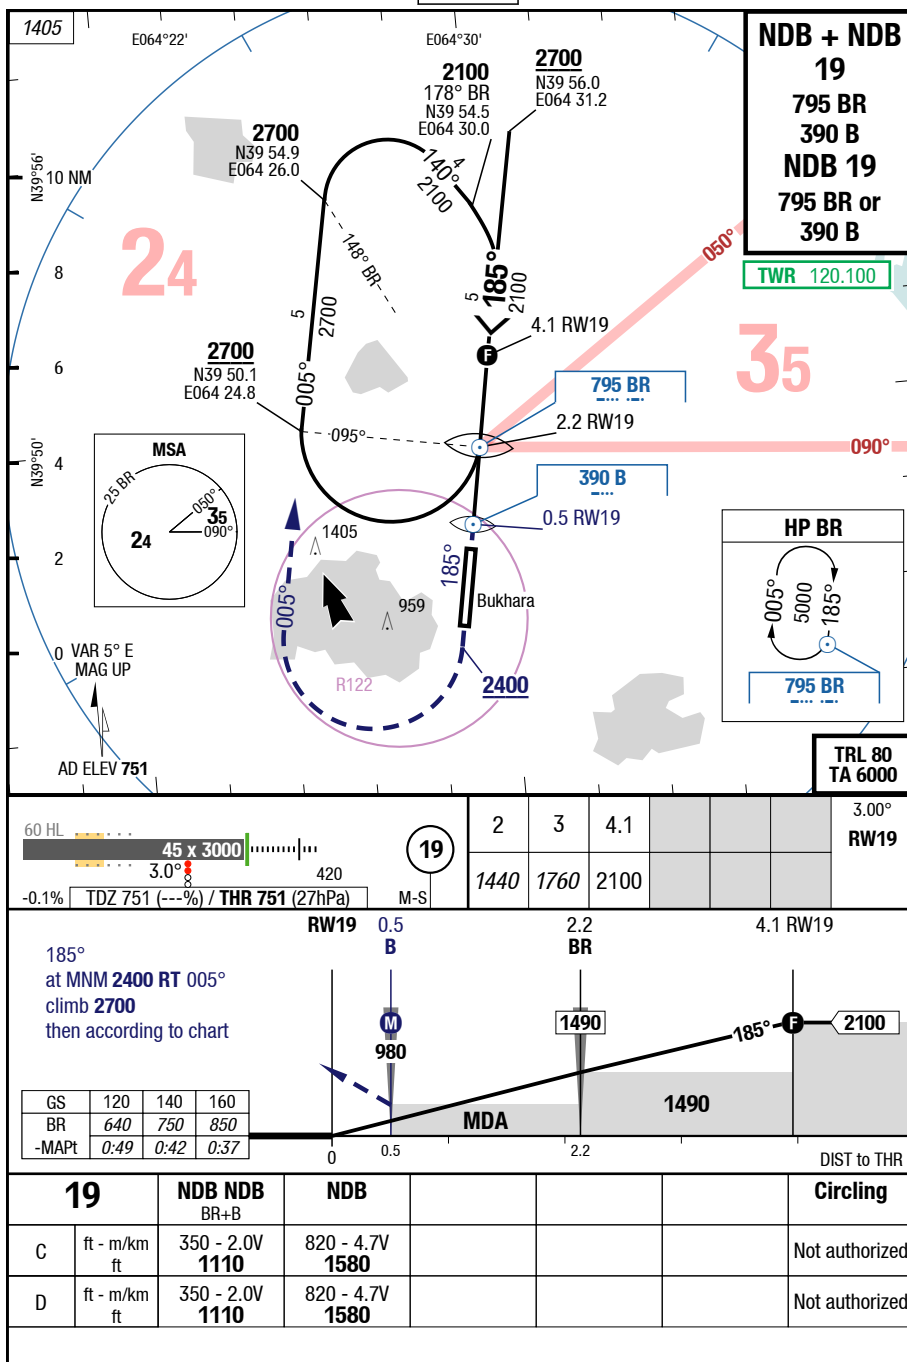 1405
E064°22'
E064°30'
NDB + NDB
19
795 BR
390 B
NDB 19
795 BR or
390 B
TWR 120.100
2100
178° BR
N39 54.5
E064 30.0
2700
N39 56.0
E064 31.2
2700
N39 54.9
E064 26.0
N39°56'
10 NM
140°
4
2100
24
148° BR
050°
185°
5
2100
8
5
2700
005°
4.1 RW19
F
35
6
2700
N39 50.1
E064 24.8
795 BR
2.2 RW19
095°
090°
N39°50'
4
MSA
25 BR
050°
35
090°
24
390 B
0.5 RW19
1405
HP BR
005°
5000
185°
795 BR
2
185°
Bukhara
005°
959
0
VAR 5° E
MAG UP
R122
2400
AD ELEV 751
TRL 80
TA 6000
60 HL
45 x 3000
3.0°
420
-0.1%
TDZ 751 (---%) / THR 751 (27hPa)
19
M-S
2 3 4.1
1440 1760 2100
3.00°
RW19
RW19
0.5
B
2.2
BR
4.1 RW19
185°
at MNM 2400 RT 005°
climb 2700
then according to chart
M
980
1490
185°
F
2100
MDA
1490
GS 120 140 160
BR 640 750 850
-MAPt 0:49 0:42 0:37
0
0.5
2.2
DIST to THR
19 NDB NDB NDB Circling
BR+B
C ft - m/km 350 - 2.0V 820 - 4.7V Not authorized
ft 1110 1580
D ft - m/km 350 - 2.0V 820 - 4.7V Not authorized
ft 1110 1580